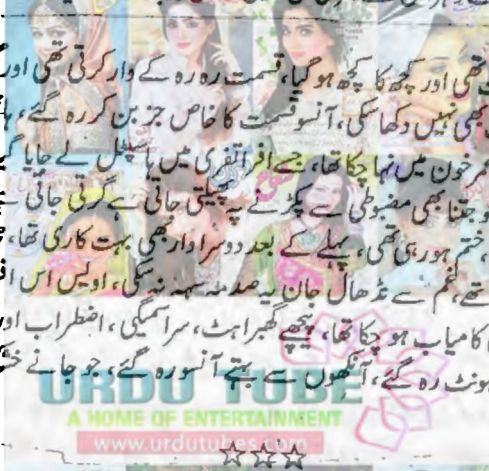 تھی اور کچھ کا کچھ ہو گیا، قسمت رہ رہ کے وار کرتی تھی اور
بھی نہیں دکھا سکی، آنسو قسمت کا خاص جز بن کر رہ گئے،
مر خون میں نہا چکا تھا، جسے افراتفری میں ہاسپٹل لے جایا
و جتنا بھی مضبوطی سے پکڑنے پہ پھیلتی جاتی ہے گرتی جاتی
، ختم ہو رہی تھی، پہلے کے بعد دوسرا وار بھی بہت کاری تھا،
تھے، غم سے نڈھال جان یہ صدمہ سہہ نہ سکی، اویس اس
کامیاب ہو چکا تھا، پیچھے گھبراہٹ، سراسیمگی، اضطراب اور
ہونٹ رہ گئے، آنکھوں سے بہتے آنسو رہ گئے، جو جانے
URDU TUBE
A HOME OF ENTERTAINMENT
www.urdutubes.com
☆☆☆